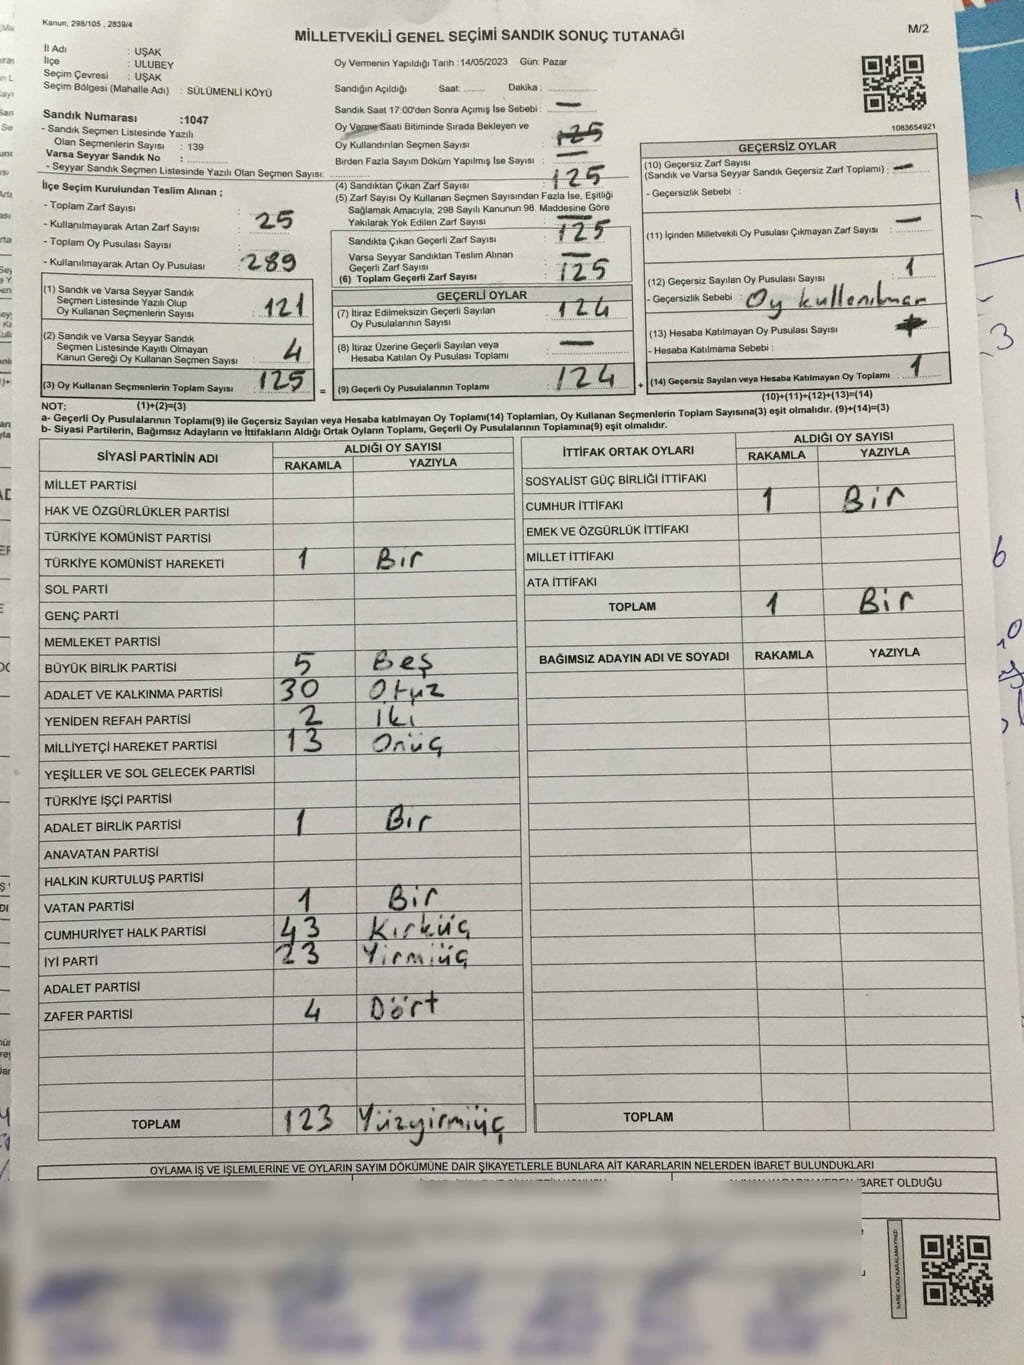 Kanun; 298/105 , 2839/4
M/2
MİLLETVEKİLİ GENEL SEÇİMİ SANDIK SONUÇ TUTANAĞI
İl Adı : UŞAK
İlçe : ULUBEY
Seçim Çevresi : UŞAK
Seçim Bölgesi (Mahalle Adı) : SÜLÜMENLİ KÖYÜ
Sandık Numarası :1047
- Sandık Seçmen Listesinde Yazılı
Olan Seçmenlerin Sayısı : 139
Varsa Seyyar Sandık No :
- Seyyar Sandık Seçmen Listesinde Yazılı Olan Seçmen Sayısı:
Oy Vermenin Yapıldığı Tarih :14/05/2023 Gün: Pazar
Sandığın Açıldığı Saat: Dakika :
Sandık Saat 17:00'den Sonra Açımış İse Sebebi : —
Oy Verme Saati Bitiminde Sırada Bekleyen ve
Oy Kullandırılan Seçmen Sayısı : 125
Birden Fazla Sayım Döküm Yapılmış İse Sayısı : —
1083654921
İlçe Seçim Kurulundan Teslim Alınan ;
- Toplam Zarf Sayısı :
- Kullanılmayarak Artan Zarf Sayısı : 25
- Toplam Oy Pusulası Sayısı :
- Kullanılmayarak Artan Oy Pusulası : 289
(1) Sandık ve Varsa Seyyar Sandık
Seçmen Listesinde Yazılı Olup
Oy Kullanan Seçmenlerin Sayısı : 121
(2) Sandık ve Varsa Seyyar Sandık
Seçmen Listesinde Kayıtlı Olmayan
Kanun Gereği Oy Kullanan Seçmen Sayısı : 4
(3) Oy Kullanan Seçmenlerin Toplam Sayısı : 125 =
(1)+(2)=(3)
(4) Sandıktan Çıkan Zarf Sayısı : 125
(5) Zarf Sayısı Oy Kullanan Seçmen Sayısından Fazla İse, Eşitliği
Sağlamak Amacıyla, 298 Sayılı Kanunun 98. Maddesine Göre
Yakılarak Yok Edilen Zarf Sayısı : —
Sandıkta Çıkan Geçerli Zarf Sayısı : 125
Varsa Seyyar Sandıktan Teslim Alınan
Geçerli Zarf Sayısı : —
(6) Toplam Geçerli Zarf Sayısı : 125
GEÇERLİ OYLAR
(7) İtiraz Edilmeksizin Geçerli Sayılan
Oy Pusulalarının Sayısı : 124
(8) İtiraz Üzerine Geçerli Sayılan veya
Hesaba Katılan Oy Pusulası Toplamı : —
(9) Geçerli Oy Pusulalarının Toplamı : 124 +
GEÇERSİZ OYLAR
(10) Geçersiz Zarf Sayısı
(Sandık ve Varsa Seyyar Sandık Geçersiz Zarf Toplamı) : —
- Geçersizlik Sebebi :
(11) İçinden Milletvekili Oy Pusulası Çıkmayan Zarf Sayısı : —
(12) Geçersiz Sayılan Oy Pusulası Sayısı : 1
- Geçersizlik Sebebi : Oy kullanılmar
(13) Hesaba Katılmayan Oy Pusulası Sayısı :
- Hesaba Katılmama Sebebi :
(14) Geçersiz Sayılan veya Hesaba Katılmayan Oy Toplamı : 1
(10)+(11)+(12)+(13)=(14)
NOT:
a- Geçerli Oy Pusulalarının Toplamı(9) ile Geçersiz Sayılan veya Hesaba katılmayan Oy Toplamı(14) Toplamları, Oy Kullanan Seçmenlerin Toplam Sayısına(3) eşit olmalıdır. (9)+(14)=(3)
b- Siyasi Partilerin, Bağımsız Adayların ve İttifakların Aldığı Ortak Oyların Toplamı, Geçerli Oy Pusulalarının Toplamına(9) eşit olmalıdır.
SİYASİ PARTİNİN ADI ALDIĞI OY SAYISI
RAKAMLA YAZIYLA
MİLLET PARTİSİ
HAK VE ÖZGÜRLÜKLER PARTİSİ
TÜRKİYE KOMÜNİST PARTİSİ
TÜRKİYE KOMÜNİST HAREKETİ 1 Bir
SOL PARTİ
GENÇ PARTİ
MEMLEKET PARTİSİ
BÜYÜK BİRLİK PARTİSİ 5 Beş
ADALET VE KALKINMA PARTİSİ 30 Otuz
YENİDEN REFAH PARTİSİ 2 İki
MİLLİYETÇİ HAREKET PARTİSİ 13 Onüç
YEŞİLLER VE SOL GELECEK PARTİSİ
TÜRKİYE İŞÇİ PARTİSİ
ADALET BİRLİK PARTİSİ 1 Bir
ANAVATAN PARTİSİ
HALKIN KURTULUŞ PARTİSİ
VATAN PARTİSİ 1 Bir
CUMHURİYET HALK PARTİSİ 43 Kırküç
İYİ PARTİ 23 Yirmiüç
ADALET PARTİSİ
ZAFER PARTİSİ 4 Dört
TOPLAM 123 Yüzyirmiüç
İTTİFAK ORTAK OYLARI ALDIĞI OY SAYISI
RAKAMLA YAZIYLA
SOSYALİST GÜÇ BİRLİĞİ İTTİFAKI
CUMHUR İTTİFAKI 1 Bir
EMEK VE ÖZGÜRLÜK İTTİFAKI
MİLLET İTTİFAKI
ATA İTTİFAKI
TOPLAM 1 Bir
BAĞIMSIZ ADAYIN ADI VE SOYADI RAKAMLA YAZIYLA
TOPLAM
OYLAMA İŞ VE İŞLEMLERİNE VE OYLARIN SAYIM DÖKÜMÜNE DAİR ŞİKAYETLERLE BUNLARA AİT KARARLARIN NELERDEN İBARET BULUNDUKLARI
İBARET OLDUĞU